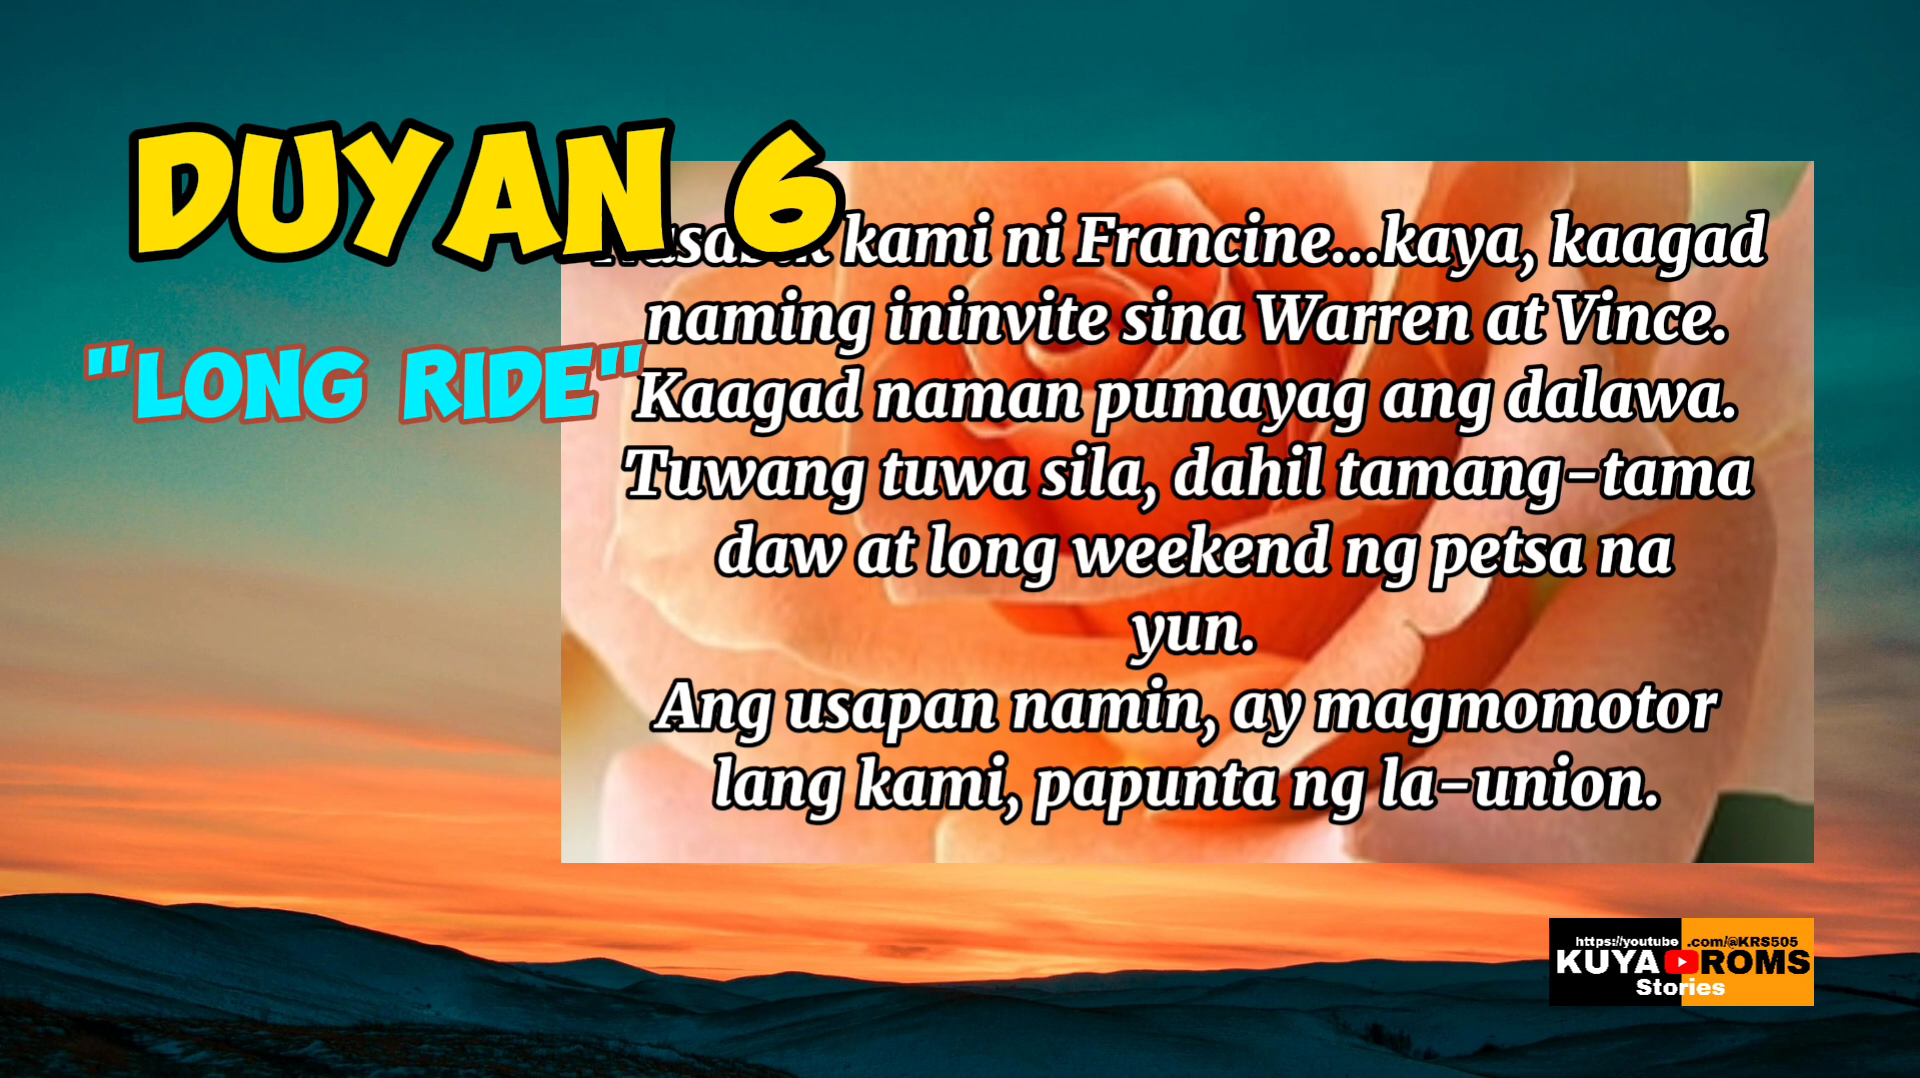 DUYAN 6
"LONG RIDE"
kami ni Francine...kaya, kaagad
naming ininvite sina Warren at Vince.
Kaagad naman pumayag ang dalawa.
Tuwang tuwa sila, dahil tamang-tama
daw at long weekend ng petsa na
yun.
Ang usapan namin, ay magmomotor
lang kami, papunta ng la-union.
https://youtube.com/@KRS505
KUYA ROMS
Stories